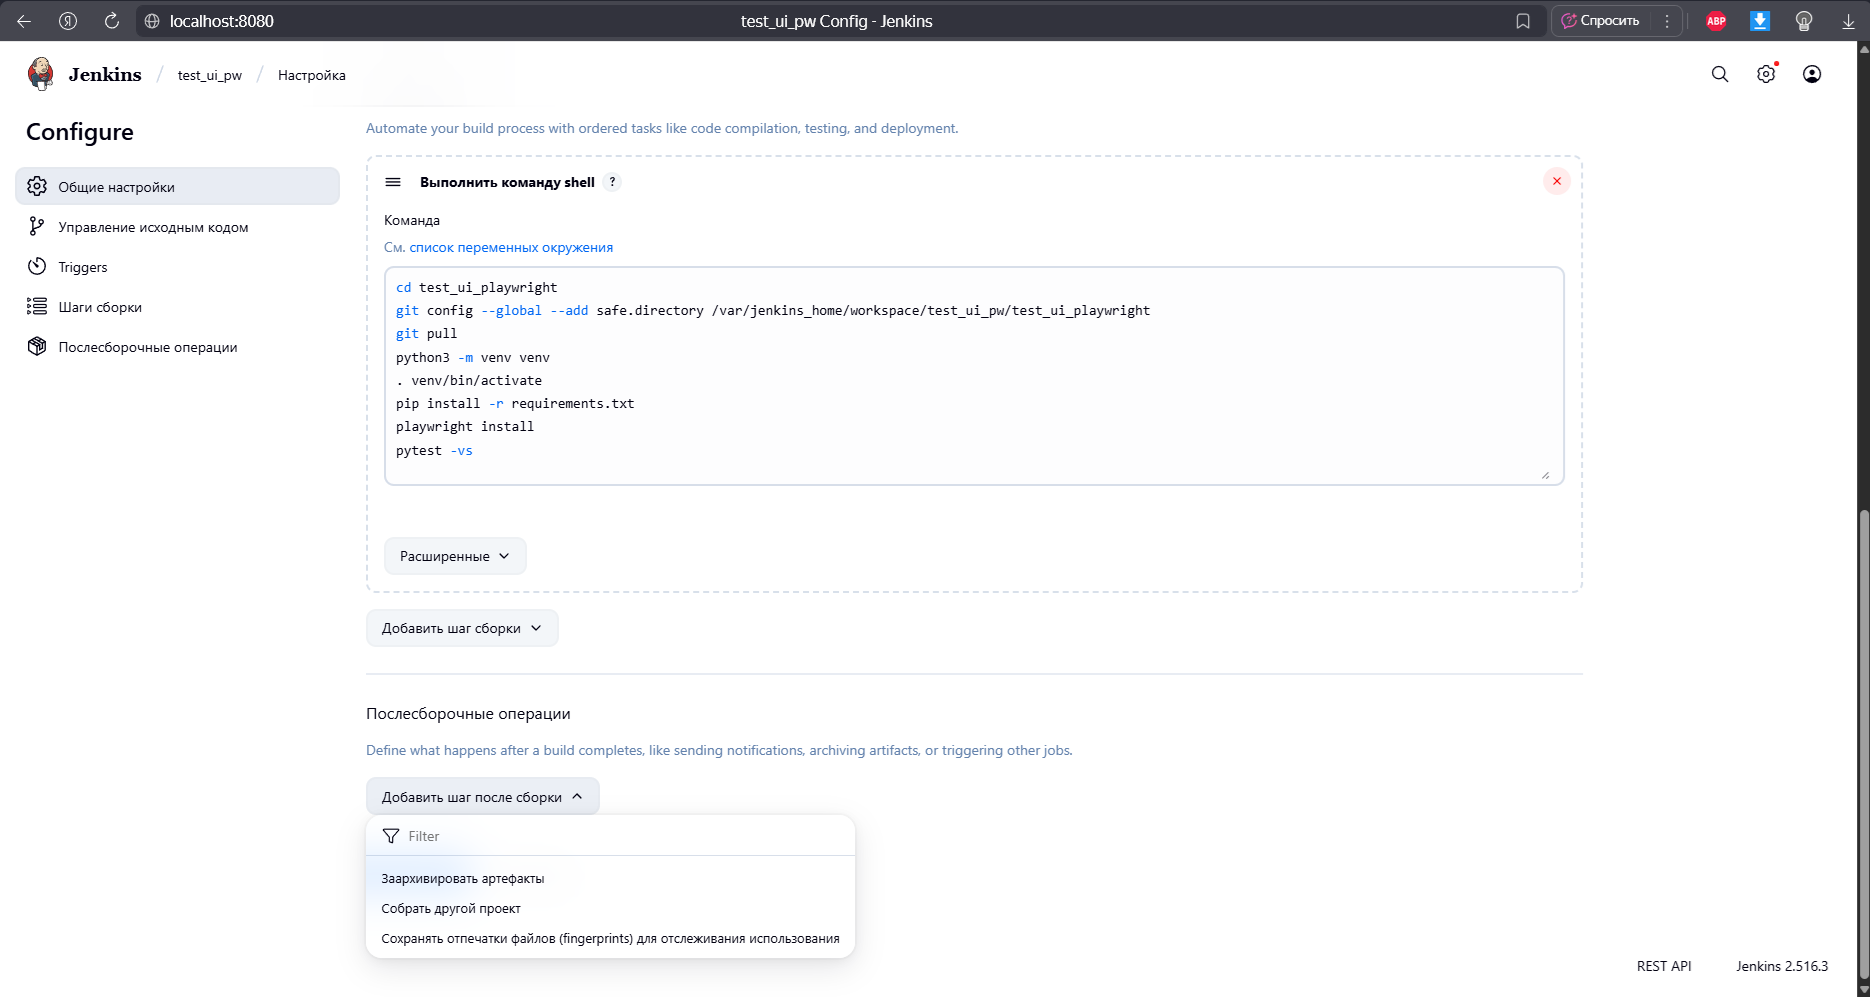 localhost:8080
test_ui_pw Config - Jenkins
Спросить
ABP
Jenkins / test_ui_pw / Настройка
Configure
Общие настройки
Управление исходным кодом
Triggers
Шаги сборки
Послесборочные операции
Automate your build process with ordered tasks like code compilation, testing, and deployment.
Выполнить команду shell ?
Команда
См. список переменных окружения
cd test_ui_playwright
git config --global --add safe.directory /var/jenkins_home/workspace/test_ui_pw/test_ui_playwright
git pull
python3 -m venv venv
. venv/bin/activate
pip install -r requirements.txt
playwright install
pytest -vs
Расширенные
Добавить шаг сборки
Послесборочные операции
Define what happens after a build completes, like sending notifications, archiving artifacts, or triggering other jobs.
Добавить шаг после сборки
Filter
Заархивировать артефакты
Собрать другой проект
Сохранять отпечатки файлов (fingerprints) для отслеживания использования
REST API
Jenkins 2.516.3